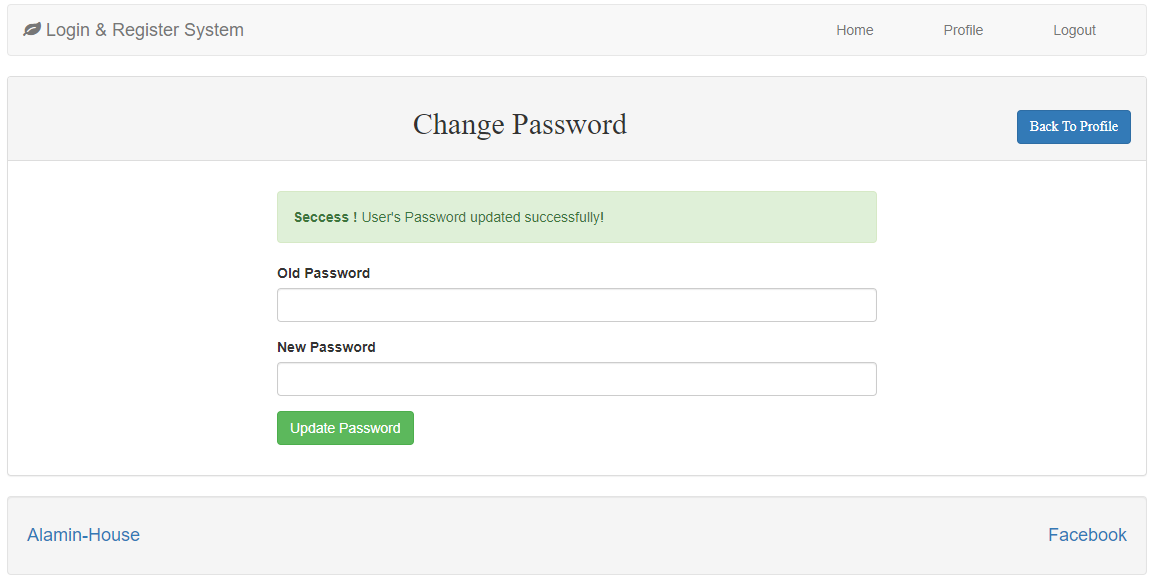 Login & Register System Home Profile Logout
Change Password
Back To Profile
Seccess ! User's Password updated successfully!
Old Password
New Password
Update Password
Alamin-House Facebook